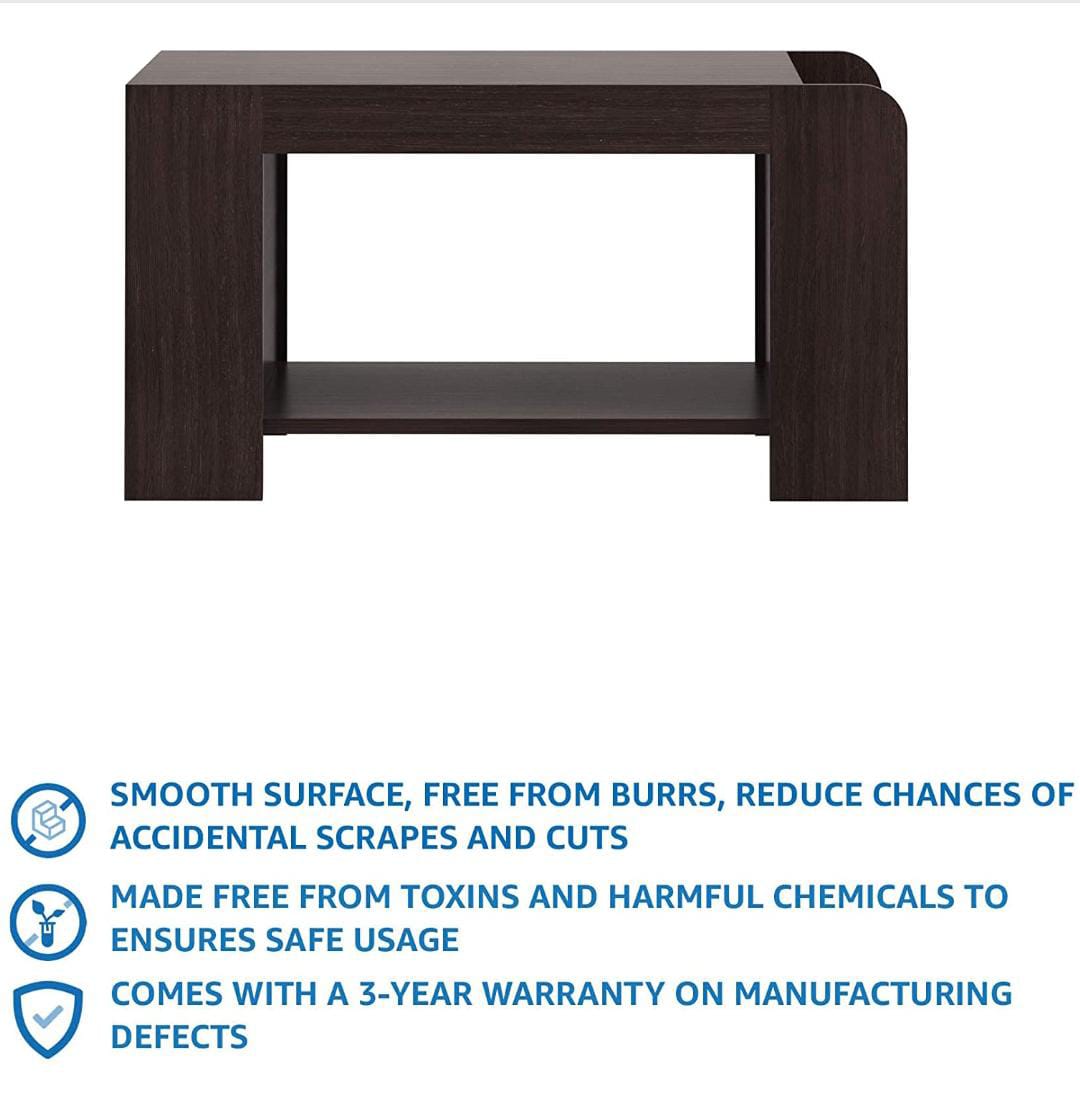 SMOOTH SURFACE, FREE FROM BURRS, REDUCE CHANCES OF
ACCIDENTAL SCRAPES AND CUTS
MADE FREE FROM TOXINS AND HARMFUL CHEMICALS TO
ENSURES SAFE USAGE
COMES WITH A 3-YEAR WARRANTY ON MANUFACTURING
DEFECTS